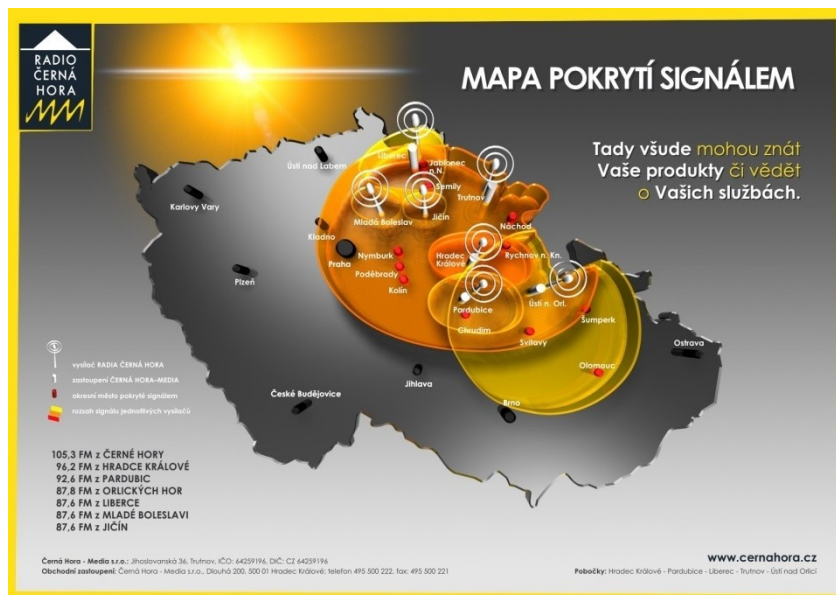 RADIO
ČERNÁ
HORA
MAPA POKRYTÍ SIGNÁLEM
Tady všude mohou znát
Vaše produkty či vědět
o Vašich službách.
Liberec
Jablonec
n.N.
Ústí nad Labem
Semily
Trutnov
Karlovy Vary
Mladá Boleslav
Jičín
Náchod
Kladno
Praha
Nymburk
Hradec
Králové
Rychnov n. Kn.
Poděbrady
Plzeň
Kolín
Pardubice
Ústí n. Orl.
Chrudim
Šumperk
Svitavy
Ostrava
Olomouc
Jihlava
České Budějovice
Brno
vysílač RADIA ČERNÁ HORA
zastoupení ČERNÁ HORA-MEDIA
okresní město pokryté signálem
rozsah signálu jednotlivých vysílačů
105,3 FM z ČERNÉ HORY
96,2 FM z HRADCE KRÁLOVÉ
92,6 FM z PARDUBIC
87,8 FM z ORLICKÝCH HOR
87,6 FM z LIBERCE
87,6 FM z MLADÉ BOLESLAVI
87,6 FM z JIČÍN
www.cernahora.cz
Černá Hora - Media s.r.o.: Jihoslovanská 36, Trutnov, IČO: 64259196, DIČ: CZ 64259196
Obchodní zastoupení: Černá Hora - Media s.r.o., Dlouhá 200, 500 01 Hradec Králové; telefon 495 500 222, fax: 495 500 221
Pobočky: Hradec Králové - Pardubice - Liberec - Trutnov - Ústí nad Orlicí